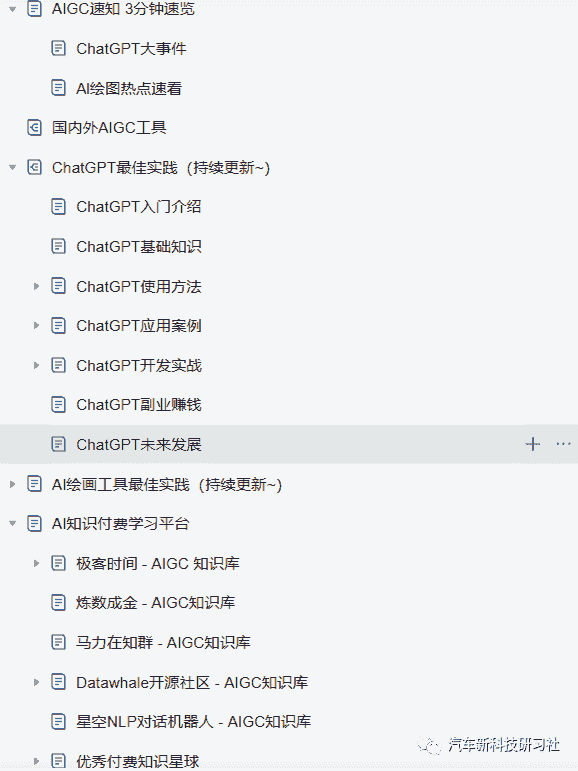 AIGC速知 3分钟速览
ChatGPT大事件
AI绘图热点速看
国内外AIGC工具
ChatGPT最佳实践（持续更新~）
ChatGPT入门介绍
ChatGPT基础知识
ChatGPT使用方法
ChatGPT应用案例
ChatGPT开发实战
ChatGPT副业赚钱
ChatGPT未来发展
AI绘画工具最佳实践（持续更新~）
AI知识付费学习平台
极客时间 - AIGC 知识库
炼数成金 - AIGC知识库
马力在知群 - AIGC知识库
Datawhale开源社区 - AIGC知识库
星空NLP对话机器人 - AIGC知识库
汽车新科技研习社
优秀付费知识星球